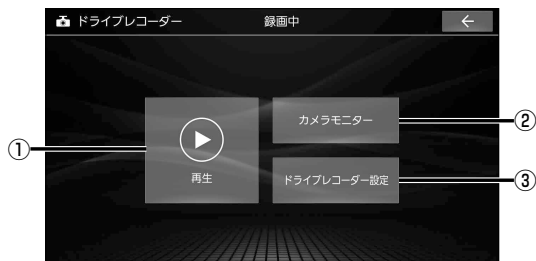 ドライブレコーダー 録画中
① 再生
カメラモニター ②
ドライブレコーダー設定 ③